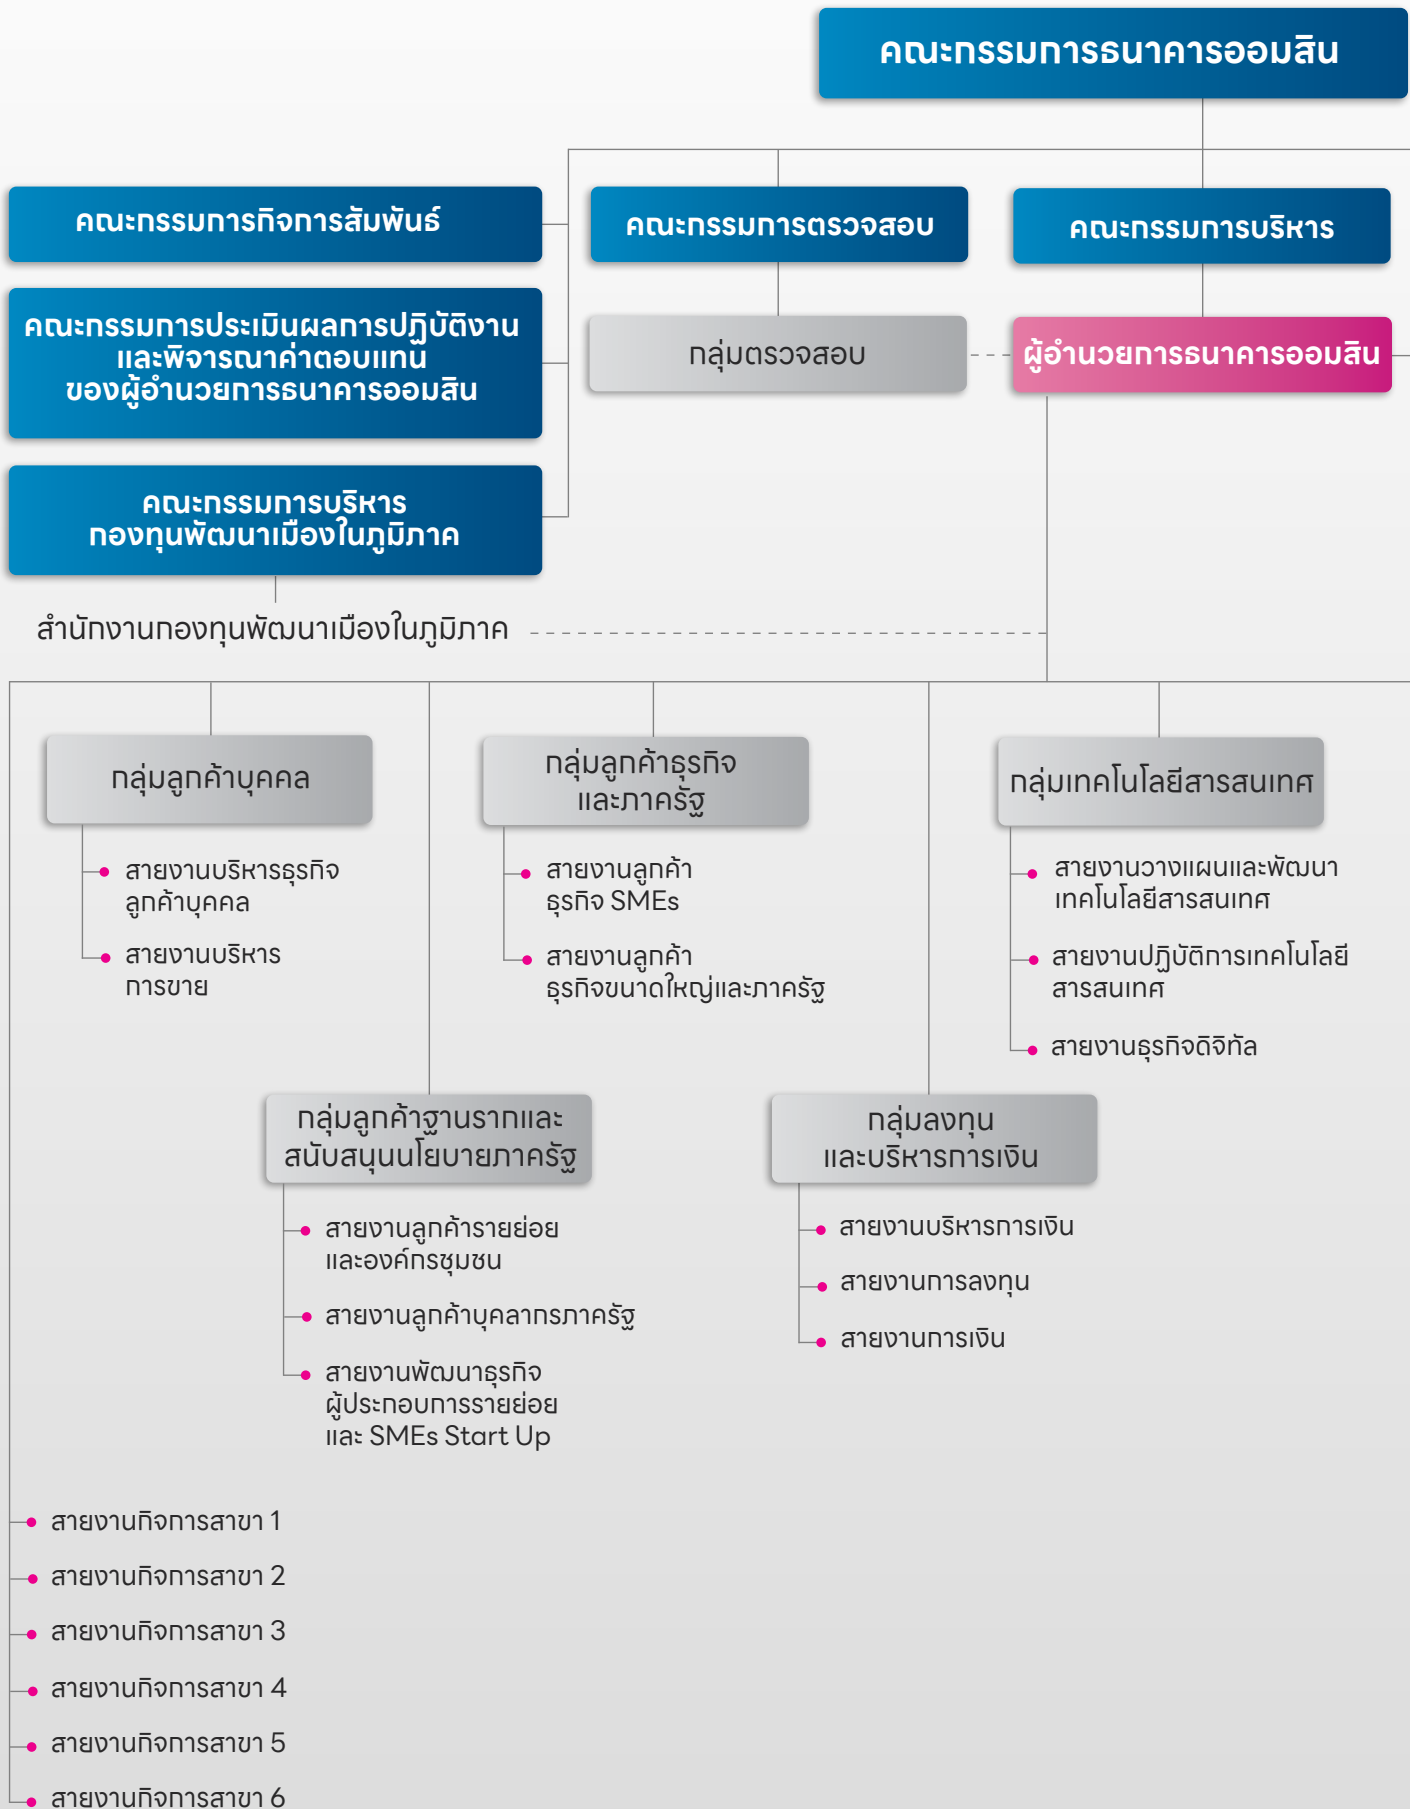 คณะกรรมการธนาคารออมสิน
คณะกรรมการกิจการสัมพันธ์
คณะกรรมการตรวจสอบ
คณะกรรมการบริหาร
คณะกรรมการประเมินผลการปฏิบัติงาน
และพิจารณาค่าตอบแทน
ของผู้อำนวยการธนาคารออมสิน
กลุ่มตรวจสอบ
ผู้อำนวยการธนาคารออมสิน
คณะกรรมการบริหาร
กองทุนพัฒนาเมืองในภูมิภาค
สำนักงานกองทุนพัฒนาเมืองในภูมิภาค
กลุ่มลูกค้าบุคคล
สายงานบริหารธุรกิจ
ลูกค้าบุคคล
สายงานบริหาร
การขาย
กลุ่มลูกค้าธุรกิจ
และภาครัฐ
สายงานลูกค้า
ธุรกิจ SMEs
สายงานลูกค้า
ธุรกิจขนาดใหญ่และภาครัฐ
กลุ่มเทคโนโลยีสารสนเทศ
สายงานวางแผนและพัฒนา
เทคโนโลยีสารสนเทศ
สายงานปฏิบัติการเทคโนโลยี
สารสนเทศ
สายงานธุรกิจดิจิทัล
กลุ่มลูกค้าฐานรากและ
สนับสนุนนโยบายภาครัฐ
สายงานลูกค้ารายย่อย
และองค์กรชุมชน
สายงานลูกค้าบุคลากรภาครัฐ
สายงานพัฒนาธุรกิจ
ผู้ประกอบการรายย่อย
และ SMEs Start Up
กลุ่มลงทุน
และบริหารการเงิน
สายงานบริหารการเงิน
สายงานการลงทุน
สายงานการเงิน
สายงานกิจการสาขา 1
สายงานกิจการสาขา 2
สายงานกิจการสาขา 3
สายงานกิจการสาขา 4
สายงานกิจการสาขา 5
สายงานกิจการสาขา 6